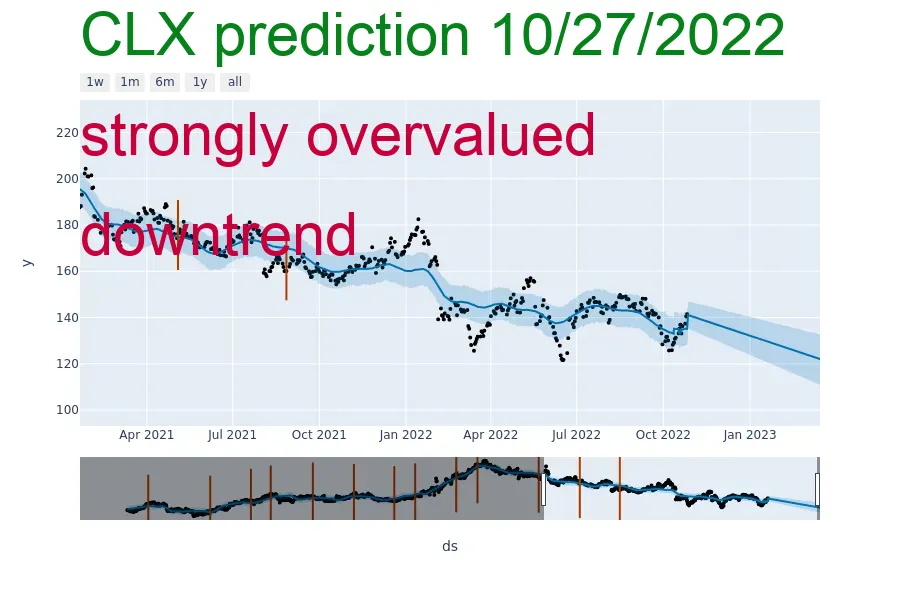 CLX prediction 10/27/2022
1w 1m 6m 1y all
strongly overvalued
downtrend
220
200
180
160
140
120
100
y
Apr 2021 Jul 2021 Oct 2021 Jan 2022 Apr 2022 Jul 2022 Oct 2022 Jan 2023
ds